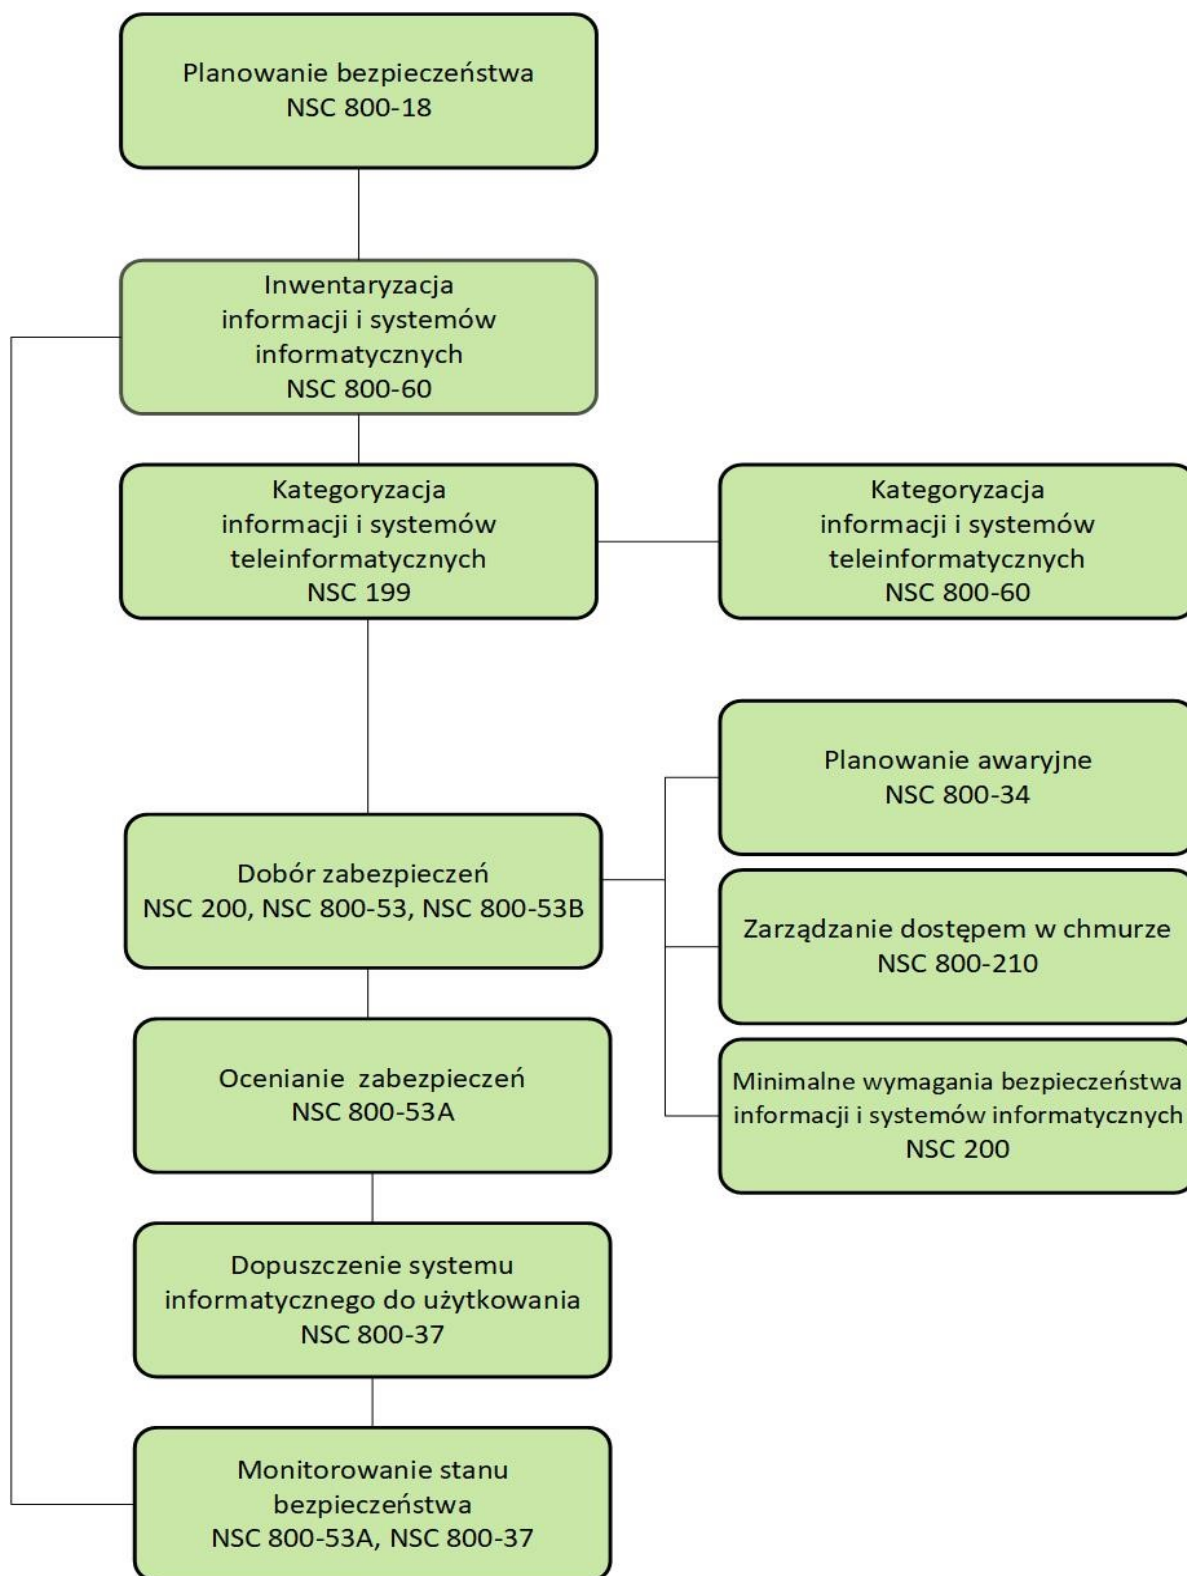 Planowanie bezpieczeństwa
NSC 800-18
Inwentaryzacja
informacji i systemów
informatycznych
NSC 800-60
Kategoryzacja
informacji i systemów
teleinformatycznych
NSC 199
Kategoryzacja
informacji i systemów
teleinformatycznych
NSC 800-60
Planowanie awaryjne
NSC 800-34
Dobór zabezpieczeń
NSC 200, NSC 800-53, NSC 800-53B
Zarządzanie dostępem w chmurze
NSC 800-210
Ocenianie zabezpieczeń
NSC 800-53A
Minimalne wymagania bezpieczeństwa
informacji i systemów informatycznych
NSC 200
Dopuszczenie systemu
informatycznego do użytkowania
NSC 800-37
Monitorowanie stanu
bezpieczeństwa
NSC 800-53A, NSC 800-37